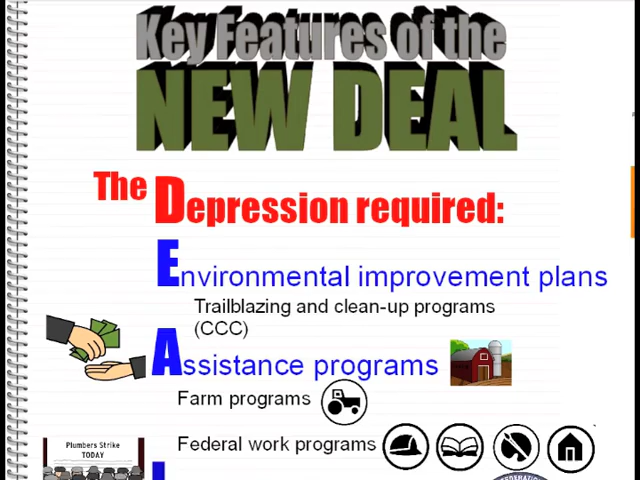 Key Features of the
NEW DEAL
The Depression required:
Environmental improvement plans
Trailblazing and clean-up programs
(CCC)
Assistance programs
Farm programs
Federal work programs
Plumbers Strike
TODAY